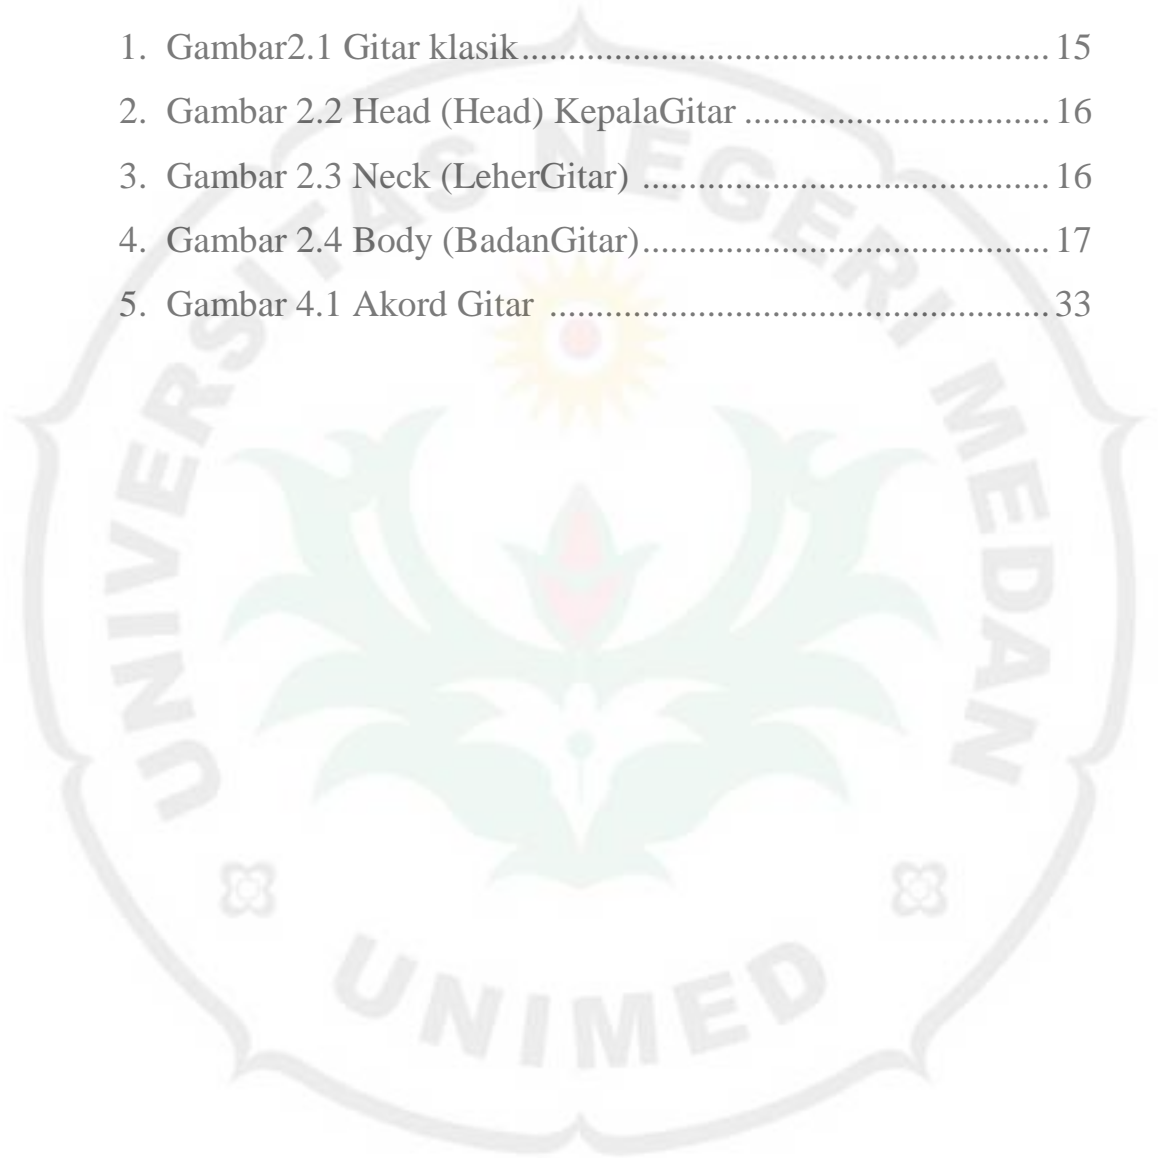 1. Gambar2.1 Gitar klasik..................................................... 15
2. Gambar 2.2 Head (Head) KepalaGitar ............................... 16
3. Gambar 2.3 Neck (LeherGitar) ......................................... 16
4. Gambar 2.4 Body (BadanGitar)......................................... 17
5. Gambar 4.1 Akord Gitar .................................................. 33
UNIVERSITAS NEGERI MEDAN
UNIMED